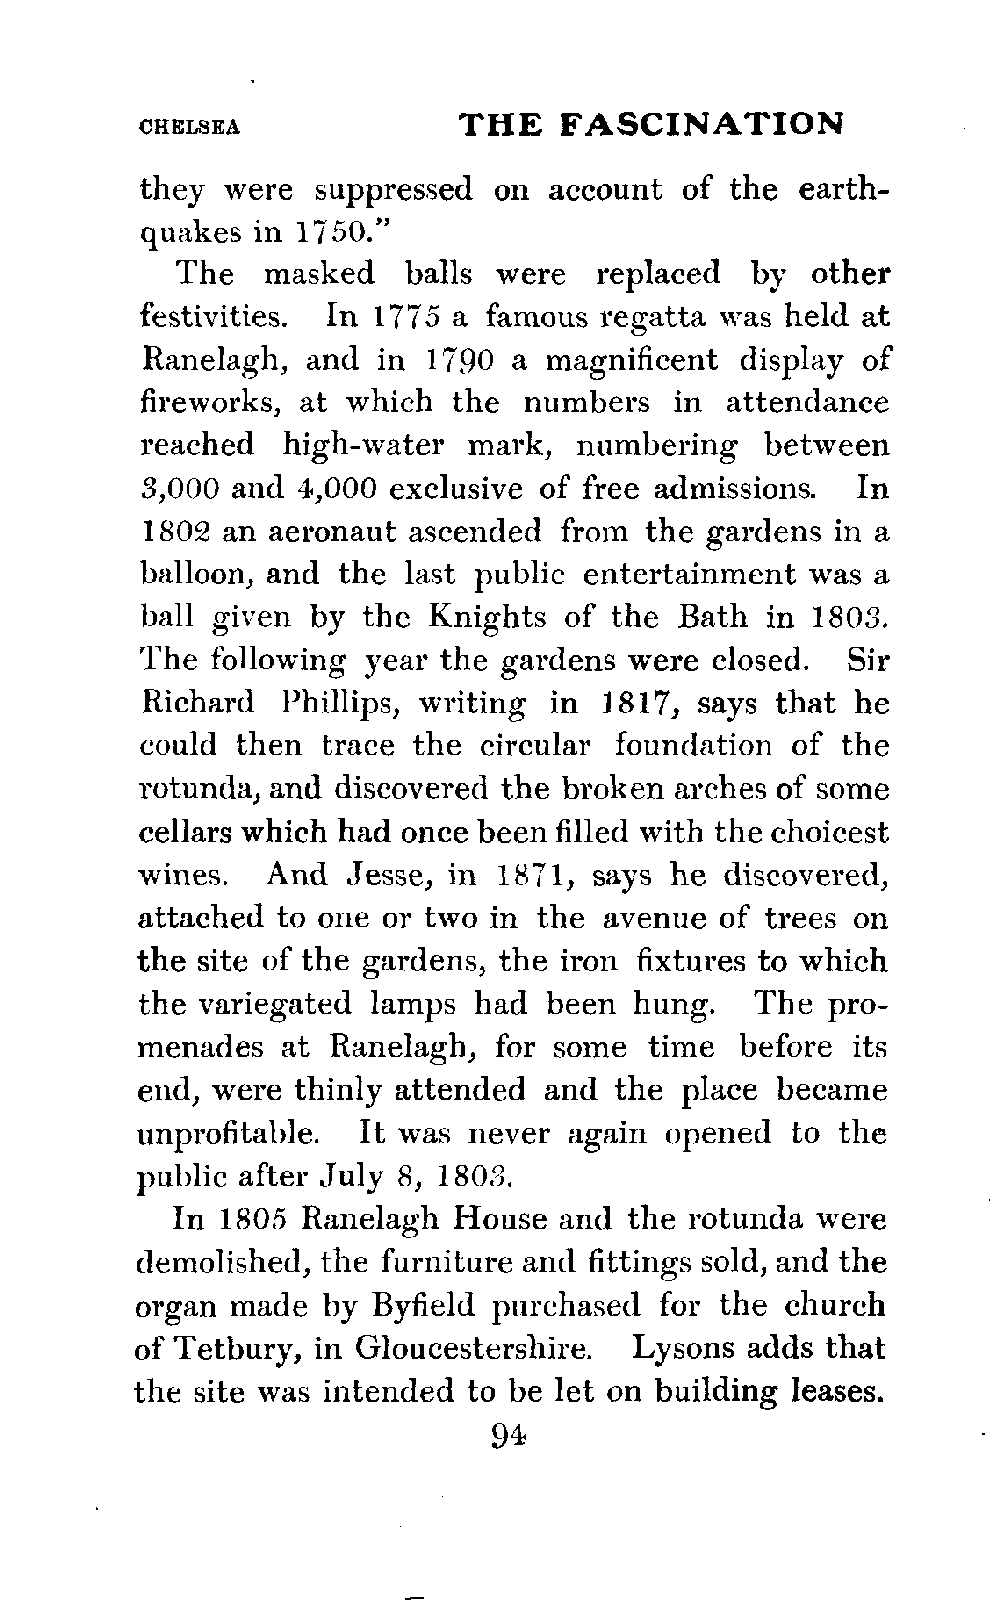 CHELSEA THE FASCINATION
they were suppressed on account of the earth-
quakes in 1750."
The masked balls were replaced by other
festivities. In 1775 a famous regatta was held at
Ranelagh, and in 1790 a magnificent display of
fireworks, at which the numbers in attendance
reached high-water mark, numbering between
3,000 and 4,000 exclusive of free admissions. In
1802 an aeronaut ascended from the gardens in a
balloon, and the last public entertainment was a
ball given by the Knights of the Bath in 1803.
The following year the gardens were closed. Sir
Richard Phillips, writing in 1817, says that he
could then trace the circular foundation of the
rotunda, and discovered the broken arches of some
cellars which had once been filled with the choicest
wines. And Jesse, in 1871, says he discovered,
attached to one or two in the avenue of trees on
the site of the gardens, the iron fixtures to which
the variegated lamps had been hung. The pro-
menades at Ranelagh, for some time before its
end, were thinly attended and the place became
unprofitable. It was never again opened to the
public after July 8, 1803.
In 1805 Ranelagh House and the rotunda were
demolished, the furniture and fittings sold, and the
organ made by Byfield purchased for the church
of Tetbury, in Gloucestershire. Lysons adds that
the site was intended to be let on building leases.
94